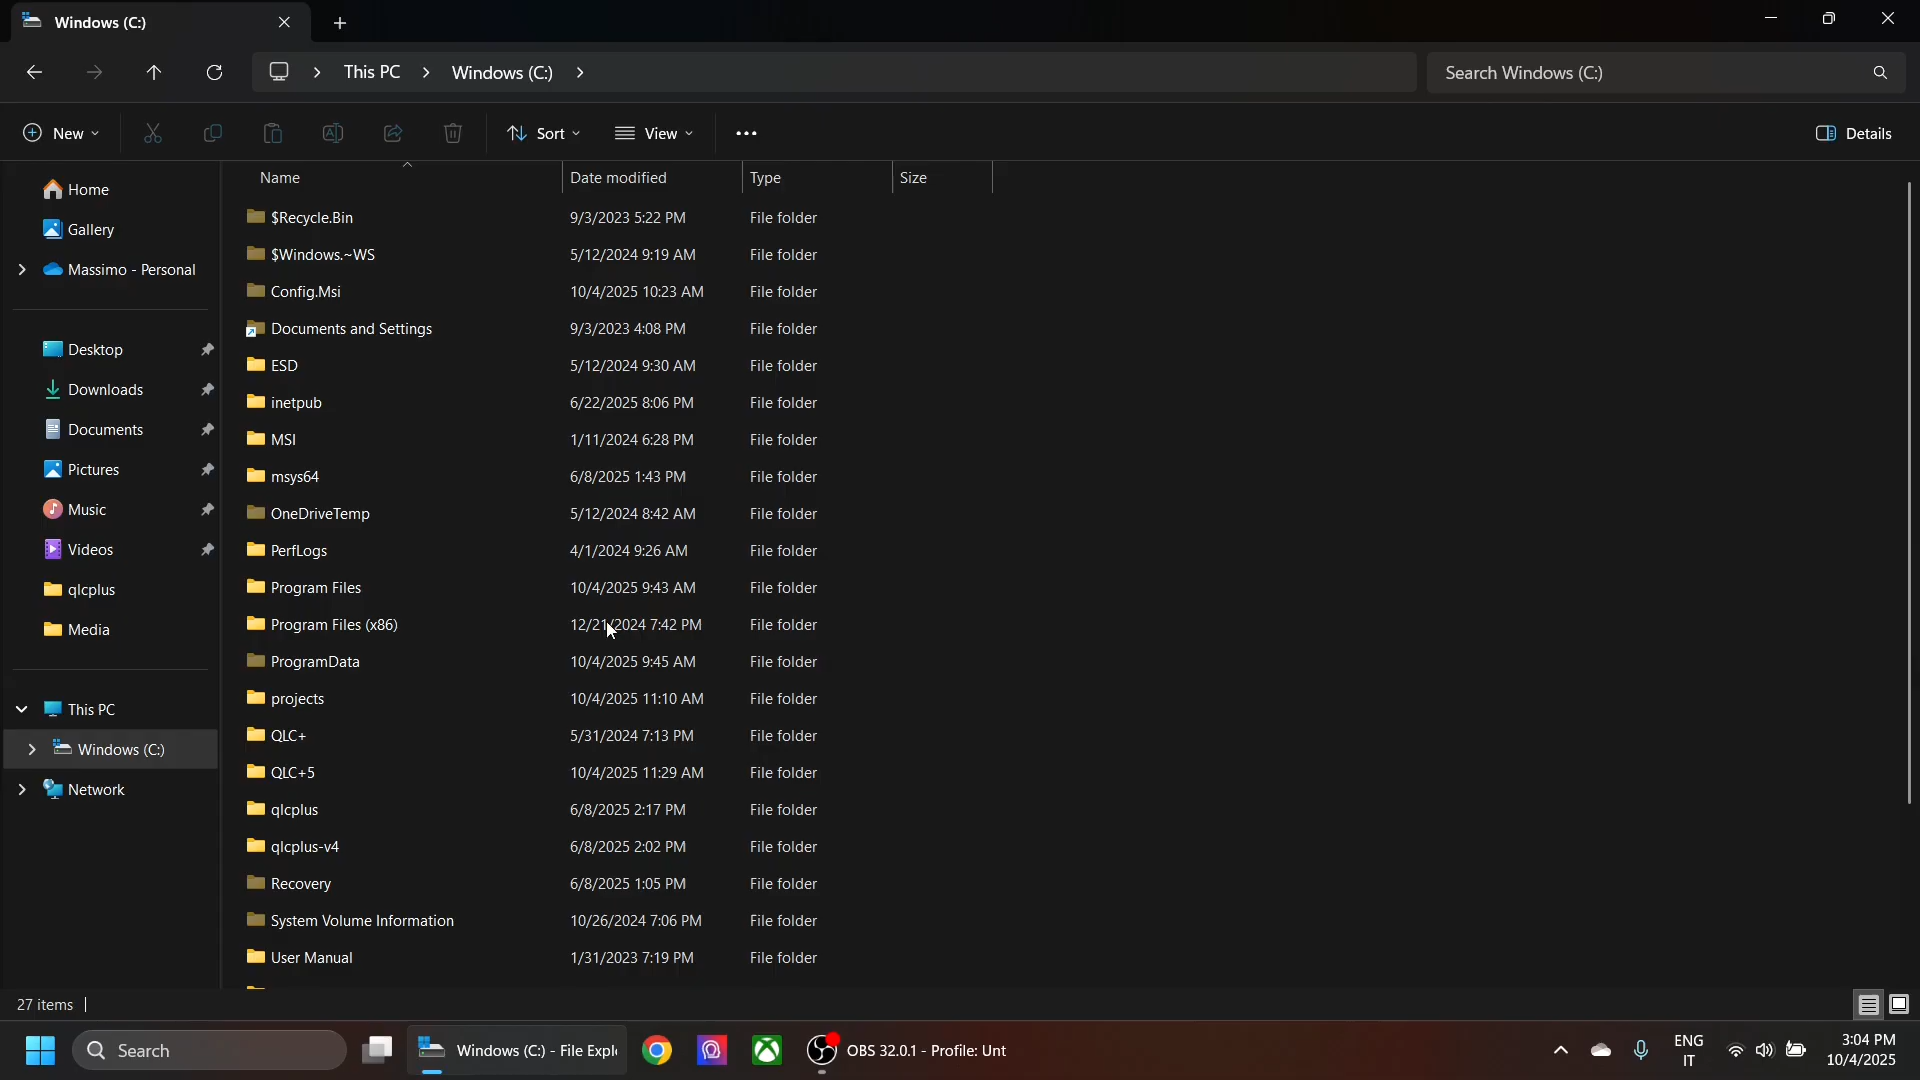 Windows (C:)
This PC > Windows (C:) >
Search Windows (C:)
New
Sort
View
Details
Home
Gallery
Massimo - Personal
Desktop
Downloads
Documents
Pictures
Music
Videos
qlcplus
Media
This PC
Windows (C:)
Network
Name Date modified Type Size
$Recycle.Bin 9/3/2023 5:22 PM File folder
$Windows.~WS 5/12/2024 9:19 AM File folder
Config.Msi 10/4/2025 10:23 AM File folder
Documents and Settings 9/3/2023 4:08 PM File folder
ESD 5/12/2024 9:30 AM File folder
inetpub 6/22/2025 8:06 PM File folder
MSI 1/11/2024 6:28 PM File folder
msys64 6/8/2025 1:43 PM File folder
OneDriveTemp 5/12/2024 8:42 AM File folder
PerfLogs 4/1/2024 9:26 AM File folder
Program Files 10/4/2025 9:43 AM File folder
Program Files (x86) 12/21/2024 7:42 PM File folder
ProgramData 10/4/2025 9:45 AM File folder
projects 10/4/2025 11:10 AM File folder
QLC+ 5/31/2024 7:13 PM File folder
QLC+5 10/4/2025 11:29 AM File folder
qlcplus 6/8/2025 2:17 PM File folder
qlcplus-v4 6/8/2025 2:02 PM File folder
Recovery 6/8/2025 1:05 PM File folder
System Volume Information 10/26/2024 7:06 PM File folder
User Manual 1/31/2023 7:19 PM File folder
27 items
Search
Windows (C:) - File Expl
OBS 32.0.1 - Profile: Unt
ENG
IT
3:04 PM
10/4/2025